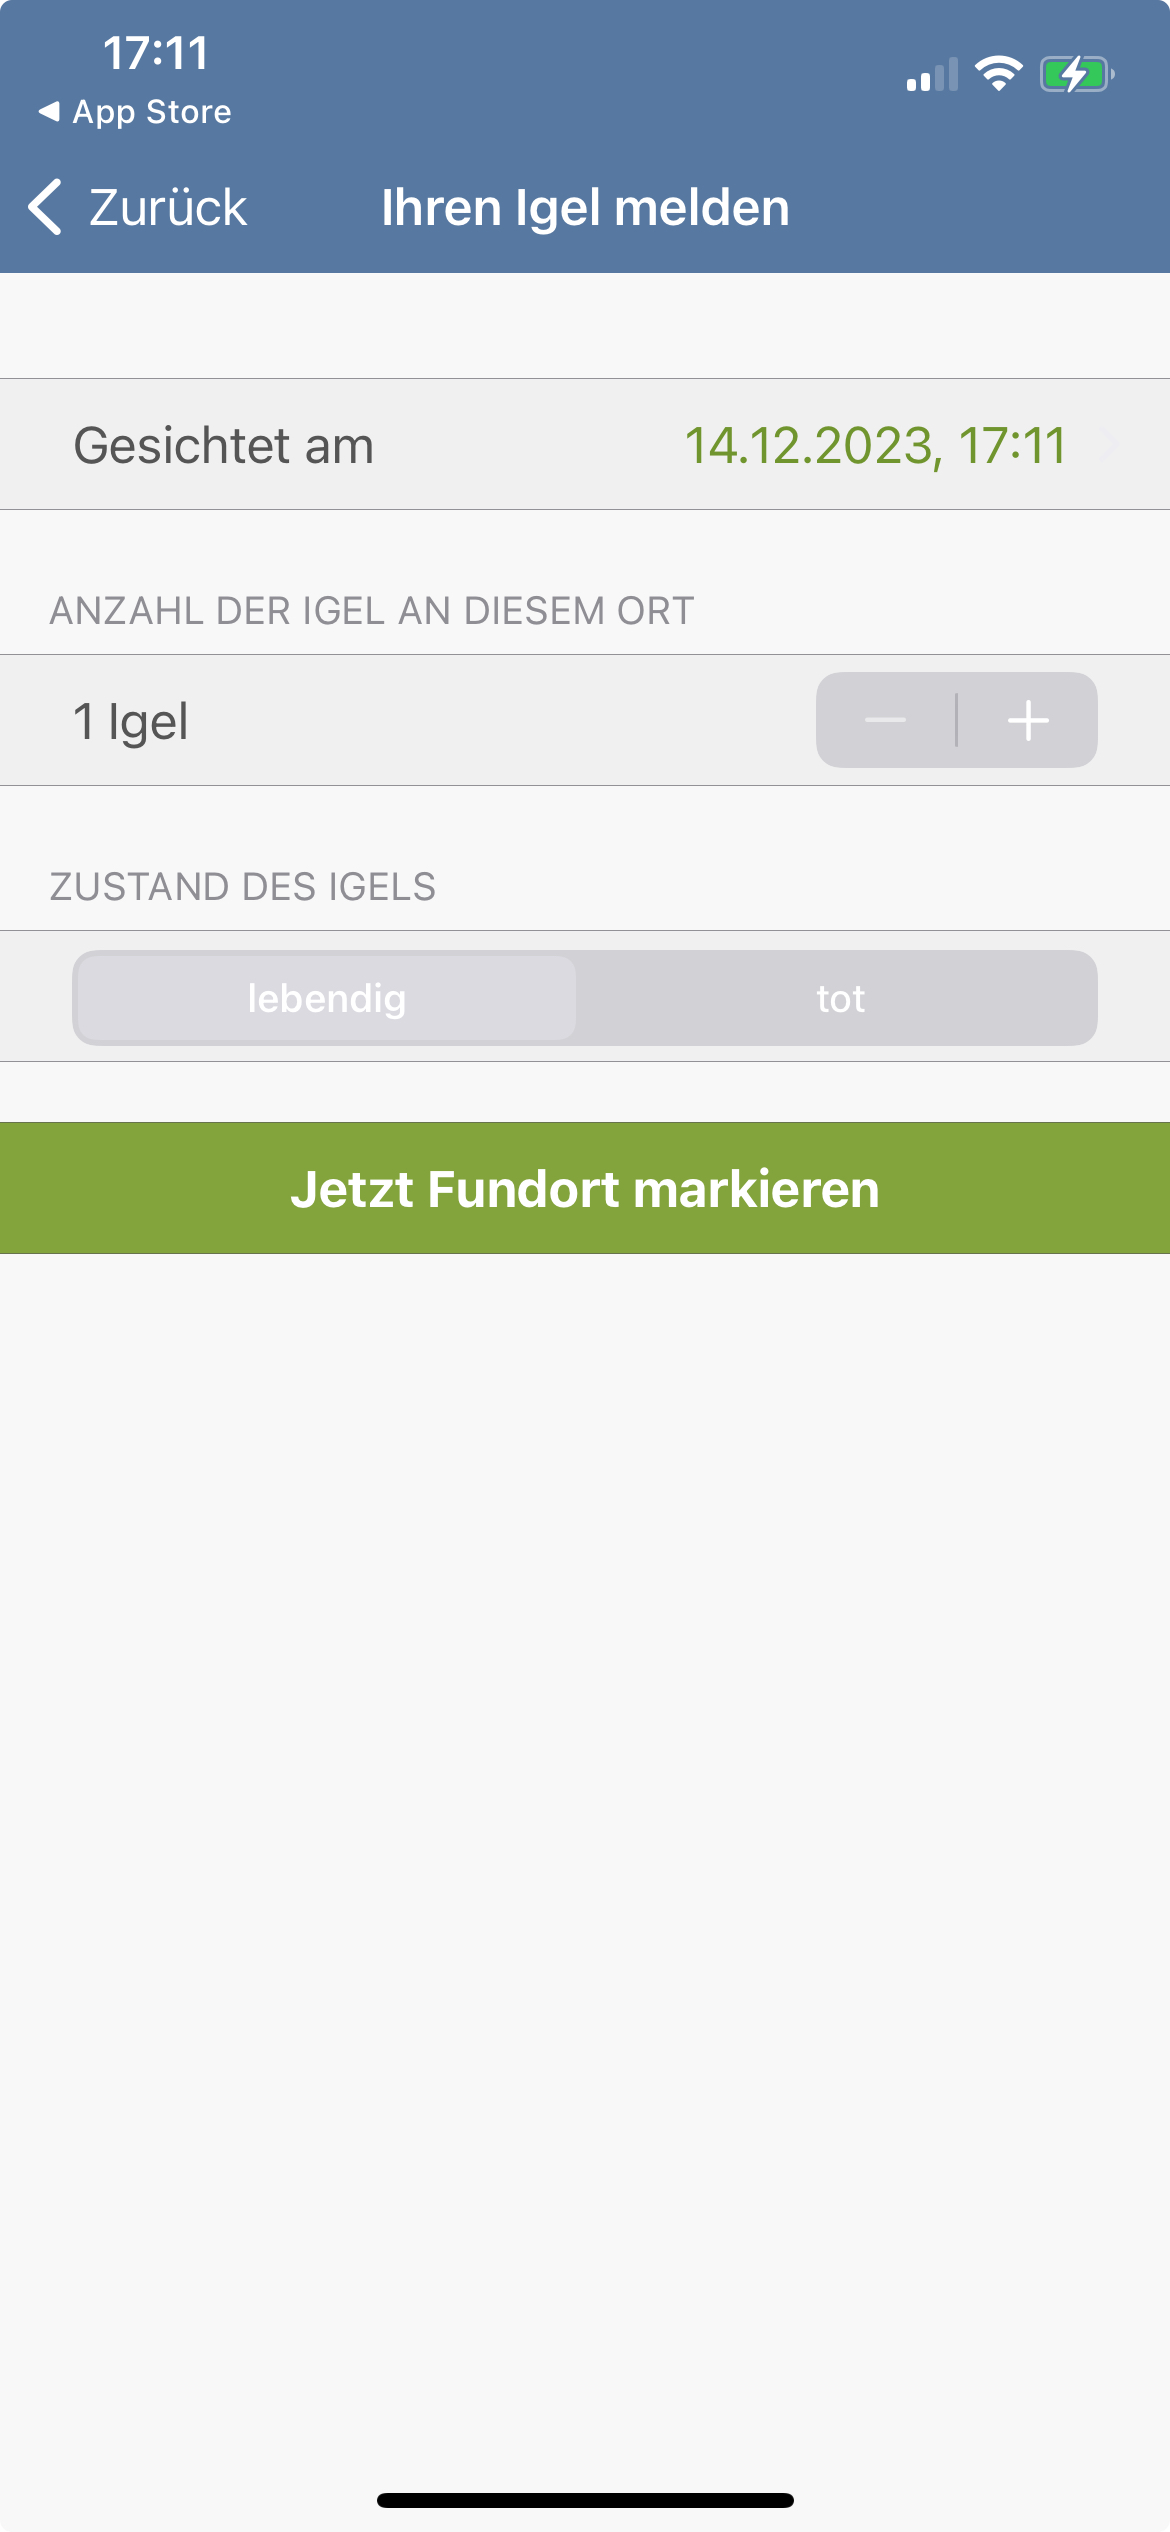 17:11
App Store
Zurück
Ihren Igel melden
Gesichtet am
14.12.2023, 17:11
ANZAHL DER IGEL AN DIESEM ORT
1 Igel
ZUSTAND DES IGELS
lebendig
tot
Jetzt Fundort markieren